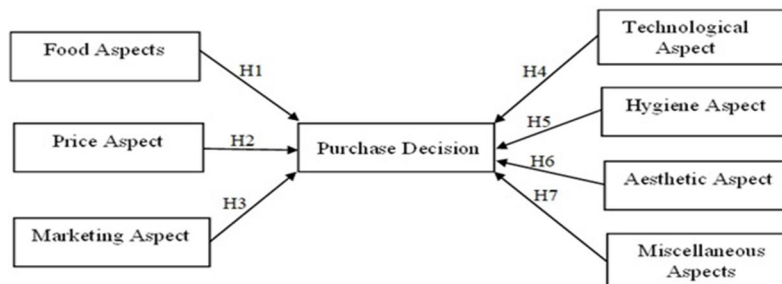 Food Aspects
H1
Price Aspect
H2
Marketing Aspect
H3
Purchase Decision
Technological
Aspect
H4
Hygiene Aspect
H5
Aesthetic Aspect
H6
Miscellaneous
Aspects
H7